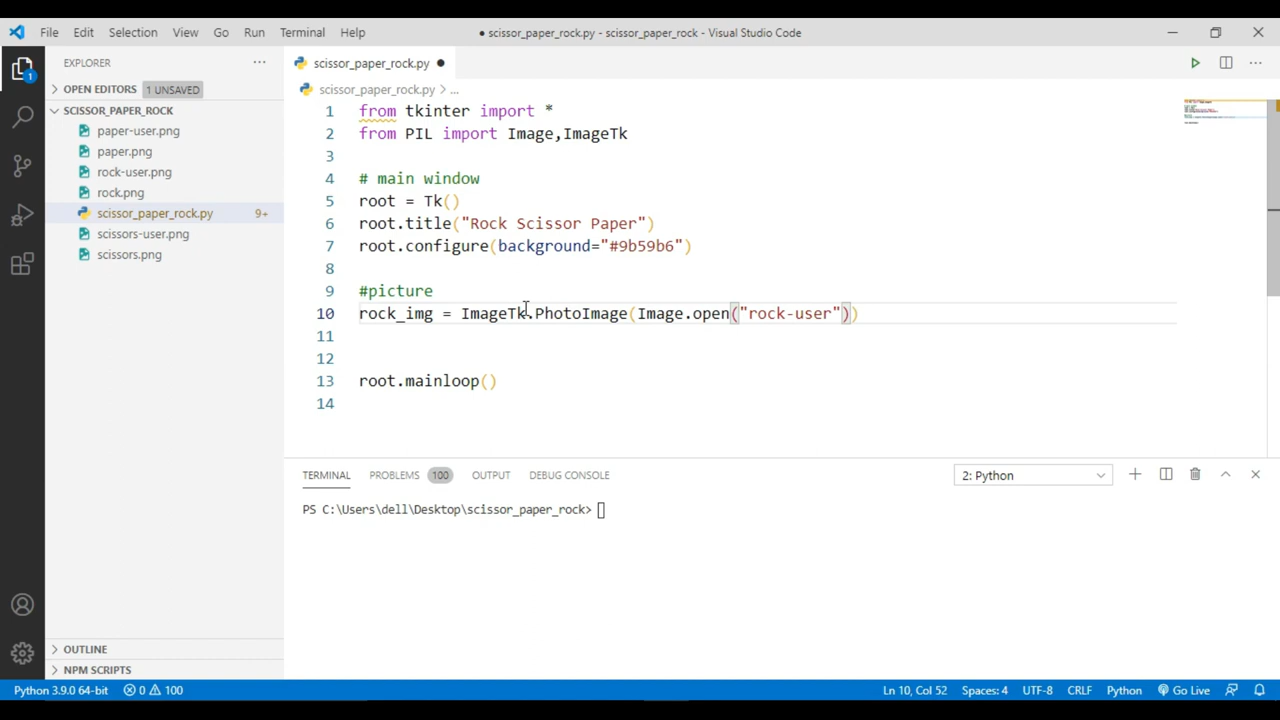 File Edit Selection View Go Run Terminal Help
● scissor_paper_rock.py - scissor_paper_rock - Visual Studio Code
EXPLORER
OPEN EDITORS 1 UNSAVED
SCISSOR_PAPER_ROCK
paper-user.png
paper.png
rock-user.png
rock.png
scissor_paper_rock.py 9+
scissors-user.png
scissors.png
OUTLINE
NPM SCRIPTS
1
scissor_paper_rock.py ●
scissor_paper_rock.py > ...
1 from tkinter import *
2 from PIL import Image,ImageTk
3
4 # main window
5 root = Tk()
6 root.title("Rock Scissor Paper")
7 root.configure(background="#9b59b6")
8
9 #picture
10 rock_img = ImageTk.PhotoImage(Image.open("rock-user"))
11
12
13 root.mainloop()
14
TERMINAL PROBLEMS 100 OUTPUT DEBUG CONSOLE
2: Python
PS C:\Users\dell\Desktop\scissor_paper_rock>
Python 3.9.0 64-bit 0 100
Ln 10, Col 52 Spaces: 4 UTF-8 CRLF Python Go Live